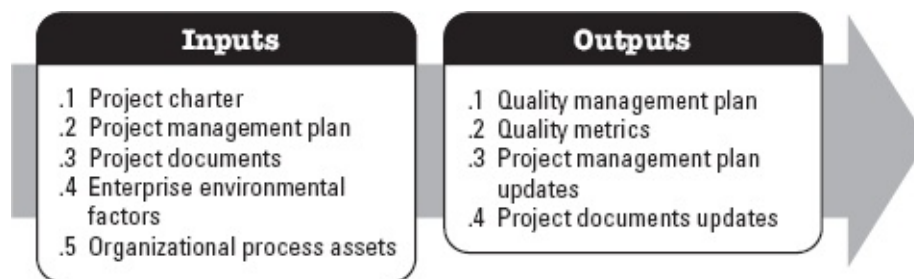 Inputs
.1 Project charter
.2 Project management plan
.3 Project documents
.4 Enterprise environmental
factors
.5 Organizational process assets
Outputs
.1 Quality management plan
.2 Quality metrics
.3 Project management plan
updates
.4 Project documents updates